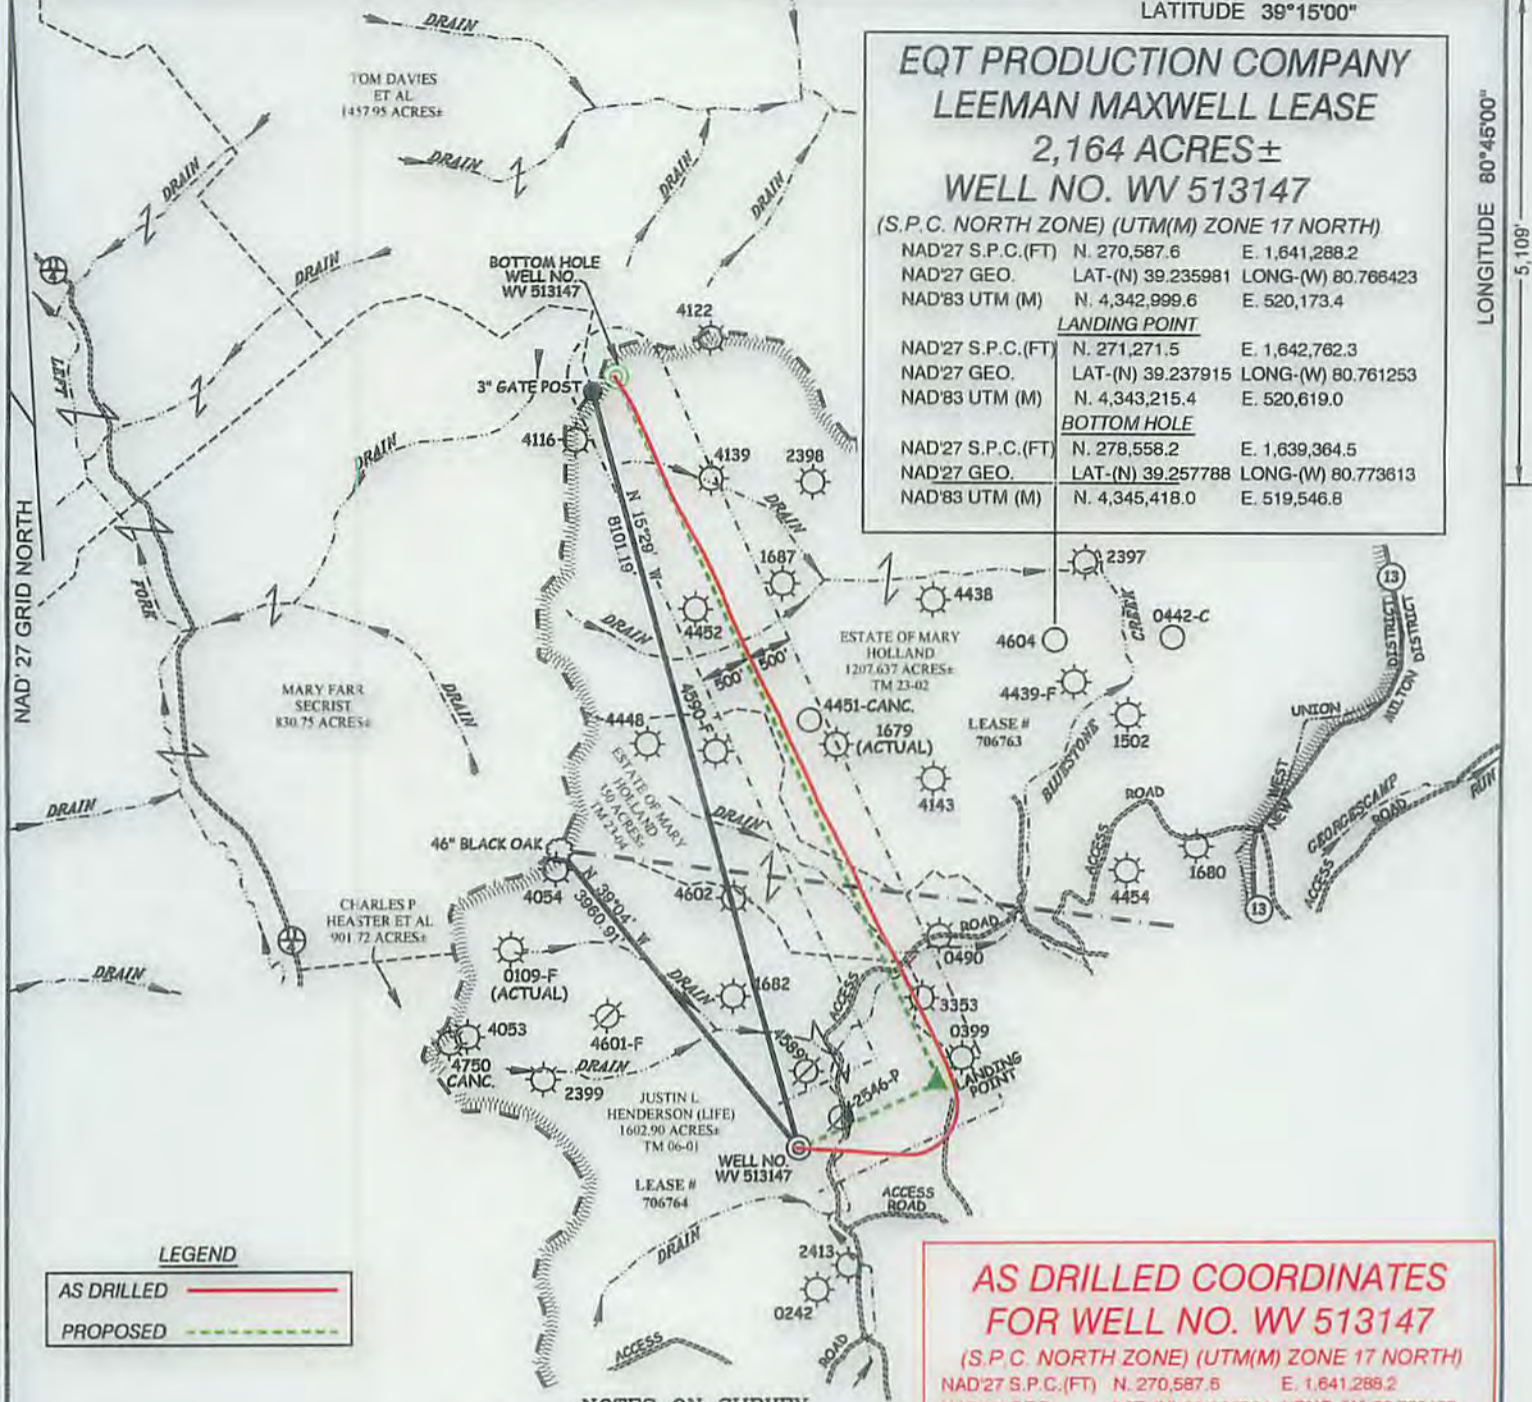 LATITUDE 39°15'00"
EQT PRODUCTION COMPANY
LEEMAN MAXWELL LEASE
2,164 ACRES±
WELL NO. WV 513147
(S.P.C. NORTH ZONE) (UTM(M) ZONE 17 NORTH)
NAD'27 S.P.C.(FT) N. 270,587.6 E. 1,641,288.2
NAD'27 GEO. LAT-(N) 39.235981 LONG-(W) 80.766423
NAD'83 UTM (M) N. 4,342,999.6 E. 520,173.4
LANDING POINT
NAD'27 S.P.C.(FT) N. 271,271.5 E. 1,642,762.3
NAD'27 GEO. LAT-(N) 39.237915 LONG-(W) 80.761253
NAD'83 UTM (M) N. 4,343,215.4 E. 520,619.0
BOTTOM HOLE
NAD'27 S.P.C.(FT) N. 278,558.2 E. 1,639,364.5
NAD'27 GEO. LAT-(N) 39.257788 LONG-(W) 80.773613
NAD'83 UTM (M) N. 4,345,418.0 E. 519,546.8
LONGITUDE 80°45'00"
5,109'
NAD' 27 GRID NORTH
DRAIN
TOM DAVIES
ET AL
1457.95 ACRES±
DRAIN
DRAIN
DRAIN
DRAIN
DRAIN
BOTTOM HOLE
WELL NO.
WV 513147
4122
LEFT
3" GATE POST
4116
DRAIN
4139
2398
DRAIN
N 15°29' W
8101.19'
1687
2397
13
FORK
4438
4452
DRAIN
ESTATE OF MARY
HOLLAND
1207.637 ACRES±
TM 23-02
4604
CREEK
0442-C
DISTRICT
MILTON DISTRICT
500'
500'
MARY FARR
SECRIST
830.75 ACRES±
DRAIN
4590-F
4439-F
4451-CANC.
4448
1679
(ACTUAL)
LEASE #
706763
1502
UNION
ESTATE OF MARY
HOLLAND
150 ACRES±
TM 23-04
4143
BLUESTONE
ROAD
NEW WEST
GEORGESCAMP
RUN
ACCESS ROAD
DRAIN
DRAIN
46" BLACK OAK
ACCESS
1680
4054
4602
4454
13
N 39°04' W
3960.91'
CHARLES P
HEASTER ET AL
901.72 ACRES±
ROAD
0490
DRAIN
0109-F
(ACTUAL)
DRAIN
1682
ACCESS
3353
4053
4601-F
0399
4750
CANC.
4589
DRAIN
2399
LANDING
POINT
2546-P
JUSTIN L
HENDERSON (LIFE)
1602.90 ACRES±
TM 06-01
WELL NO.
WV 513147
LEASE #
706764
ACCESS
ROAD
DRAIN
2413
0242
ACCESS
ROAD
LEGEND
AS DRILLED
PROPOSED
AS DRILLED COORDINATES
FOR WELL NO. WV 513147
(S.P.C. NORTH ZONE) (UTM(M) ZONE 17 NORTH)
NAD'27 S.P.C.(FT) N. 270,587.6 E. 1,641,288.2
NOTES ON SURVEY